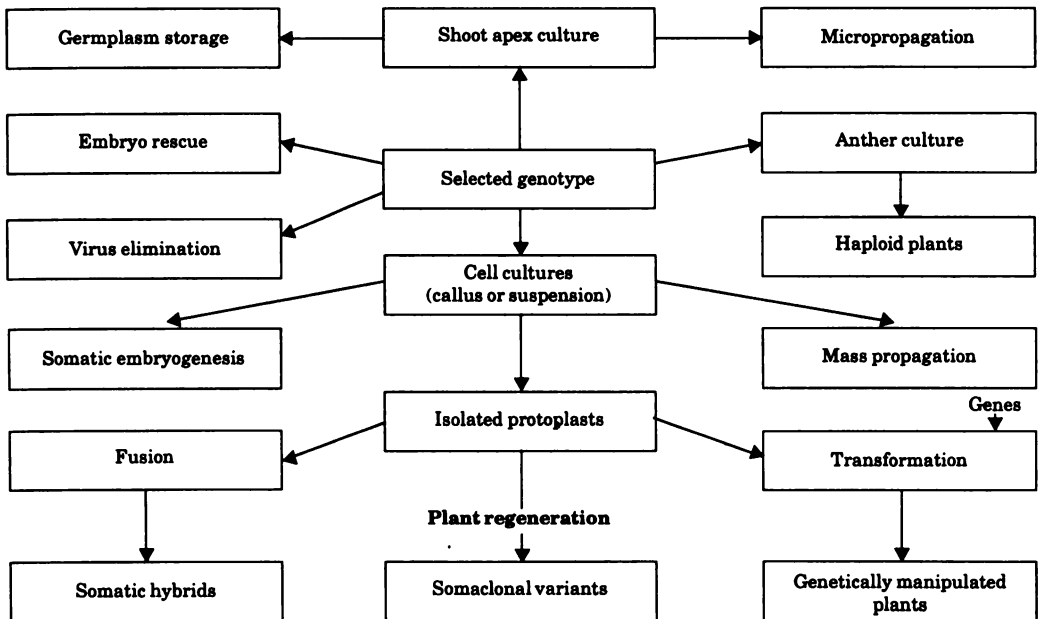 Germplasm storage
Shoot apex culture
Micropropagation
Embryo rescue
Anther culture
Selected genotype
Virus elimination
Haploid plants
Cell cultures
(callus or suspension)
Somatic embryogenesis
Mass propagation
Genes
Isolated protoplasts
Fusion
Transformation
Plant regeneration
Somatic hybrids
Somaclonal variants
Genetically manipulated
plants